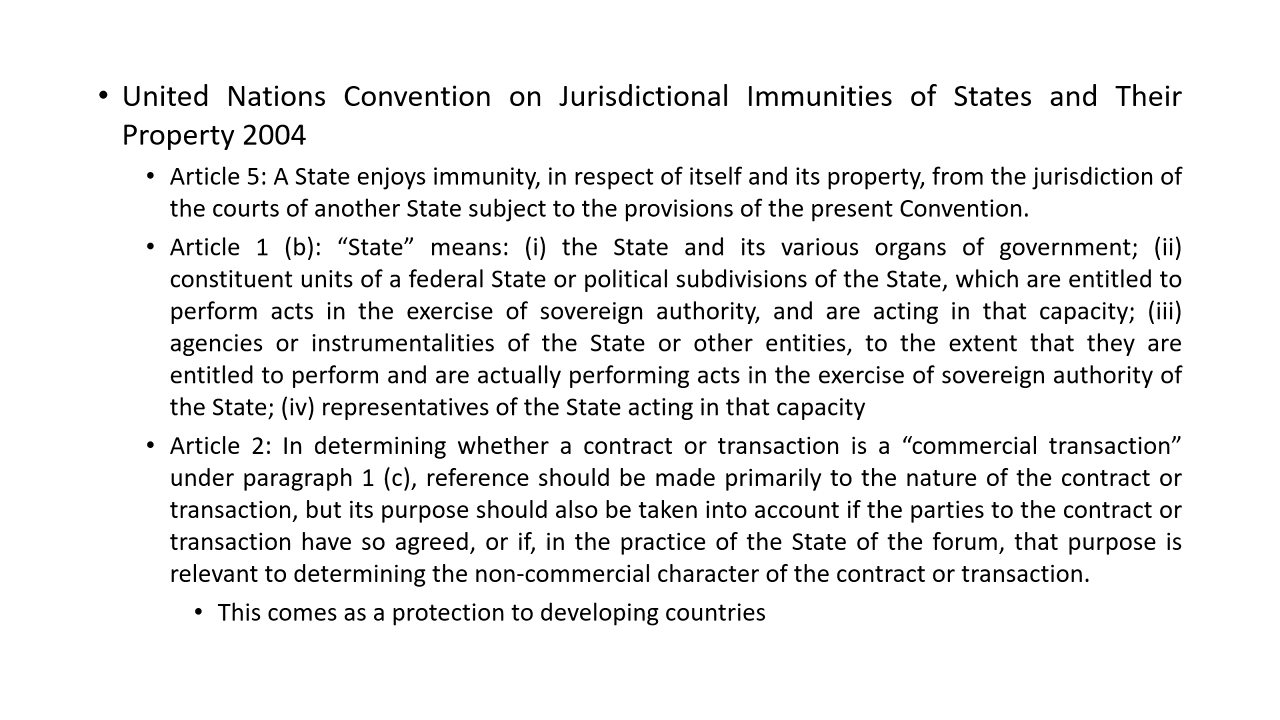 • United Nations Convention on Jurisdictional Immunities of States and Their
Property 2004
• Article 5: A State enjoys immunity, in respect of itself and its property, from the jurisdiction of
the courts of another State subject to the provisions of the present Convention.
• Article 1 (b): “State” means: (i) the State and its various organs of government; (ii)
constituent units of a federal State or political subdivisions of the State, which are entitled to
perform acts in the exercise of sovereign authority, and are acting in that capacity; (iii)
agencies or instrumentalities of the State or other entities, to the extent that they are
entitled to perform and are actually performing acts in the exercise of sovereign authority of
the State; (iv) representatives of the State acting in that capacity
• Article 2: In determining whether a contract or transaction is a “commercial transaction”
under paragraph 1 (c), reference should be made primarily to the nature of the contract or
transaction, but its purpose should also be taken into account if the parties to the contract or
transaction have so agreed, or if, in the practice of the State of the forum, that purpose is
relevant to determining the non-commercial character of the contract or transaction.
• This comes as a protection to developing countries